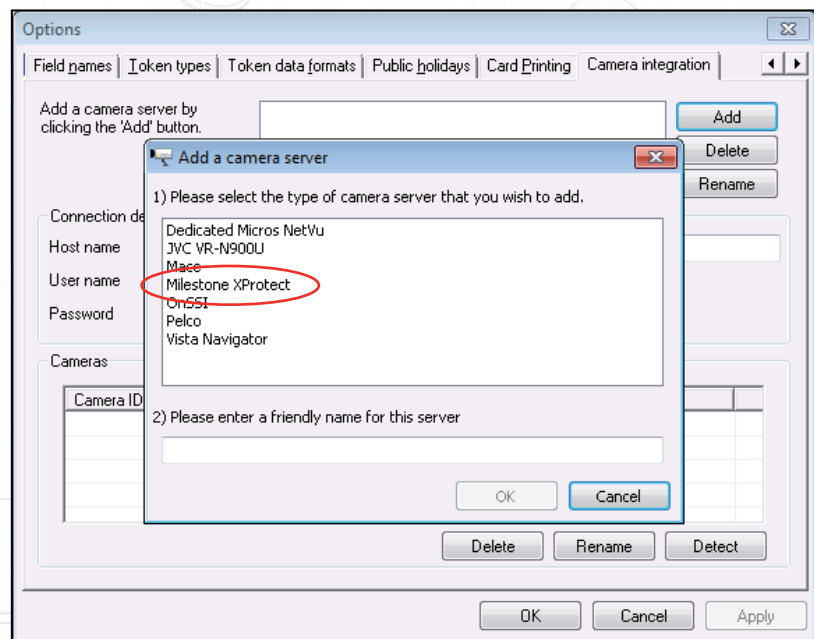 Options
Field names
Token types
Token data formats
Public holidays
Card Printing
Camera integration
Add a camera server by
clicking the 'Add' button.
Add
Delete
Rename
Add a camera server
1) Please select the type of camera server that you wish to add.
Dedicated Micros NetVu
JVC VR-N900U
Mace
Milestone XProtect
OnSSI
Pelco
Vista Navigator
2) Please enter a friendly name for this server
OK
Cancel
Connection de
Host name
User name
Password
Cameras
Camera ID
Delete
Rename
Detect
OK
Cancel
Apply